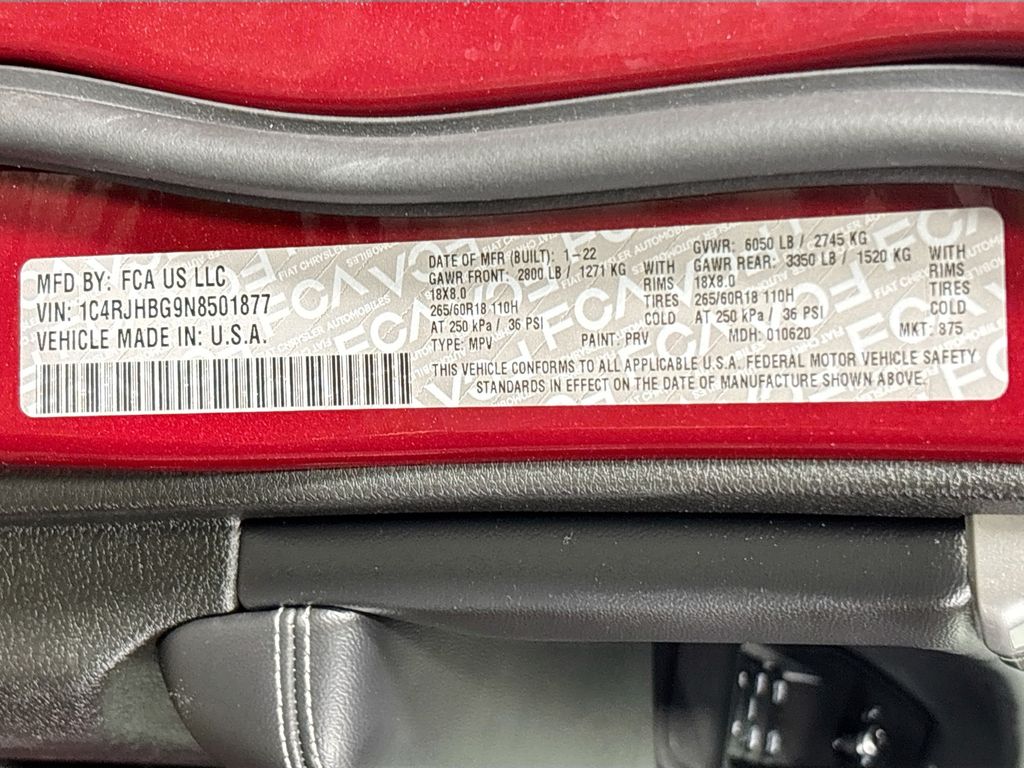 MFD BY: FCA US LLC
VIN: 1C4RJHBG9N8501877
VEHICLE MADE IN: U.S.A.
DATE OF MFR (BUILT): 1-22
GAWR FRONT: 2800 LB / 1271 KG WITH
18X8.0 RIMS
265/60R18 110H TIRES
AT 250 kPa / 36 PSI COLD
TYPE: MPV PAINT: PRV
GVWR: 6050 LB / 2745 KG
GAWR REAR: 3350 LB / 1520 KG WITH
18X8.0 RIMS
265/60R18 110H TIRES
AT 250 kPa / 36 PSI COLD
MDH: 010620 MKT: 875
THIS VEHICLE CONFORMS TO ALL APPLICABLE U.S.A. FEDERAL MOTOR VEHICLE SAFETY
STANDARDS IN EFFECT ON THE DATE OF MANUFACTURE SHOWN ABOVE.